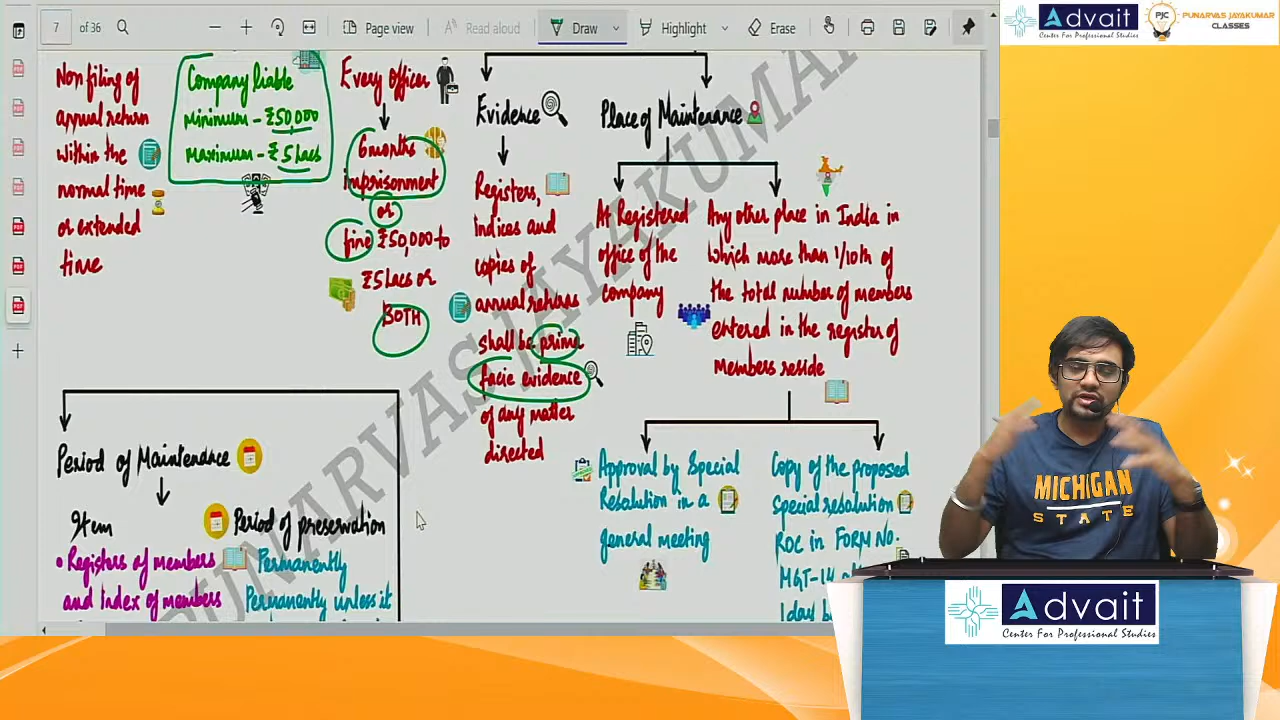 7 of 36
Page view
Read aloud
Draw
Highlight
Erase
Advait
Center For Professional Studies
PJC
PUNARVAS JAYAKUMAR
CLASSES
Non filing of
annual return
within the
normal time
or extended
time
Company liable
minimum - ₹50,000
maximum - ₹5 Lacs
Every officer
6 months
imprisonment
or
fine ₹50,000 to
₹5 Lacs or
BOTH
Evidence
Registers,
indices and
copies of
annual returns
shall be prima
facie evidence
of any matter
directed
Place of Maintenance
At Registered
office of the
company
Any other place in India in
which more than 1/10th of
the total number of members
entered in the register of
members reside
Approval by Special
Resolution in a
general meeting
Copy of the proposed
special resolution
ROC in FORM NO.
MGT-14
1 day
Period of Maintenance
Item
Period of preservation
• Registers of members
and Index of members
Permanently
Permanently unless it
PUNARVAS JAYAKUMAR
MICHIGAN
STATE
Advait
Center For Professional Studies